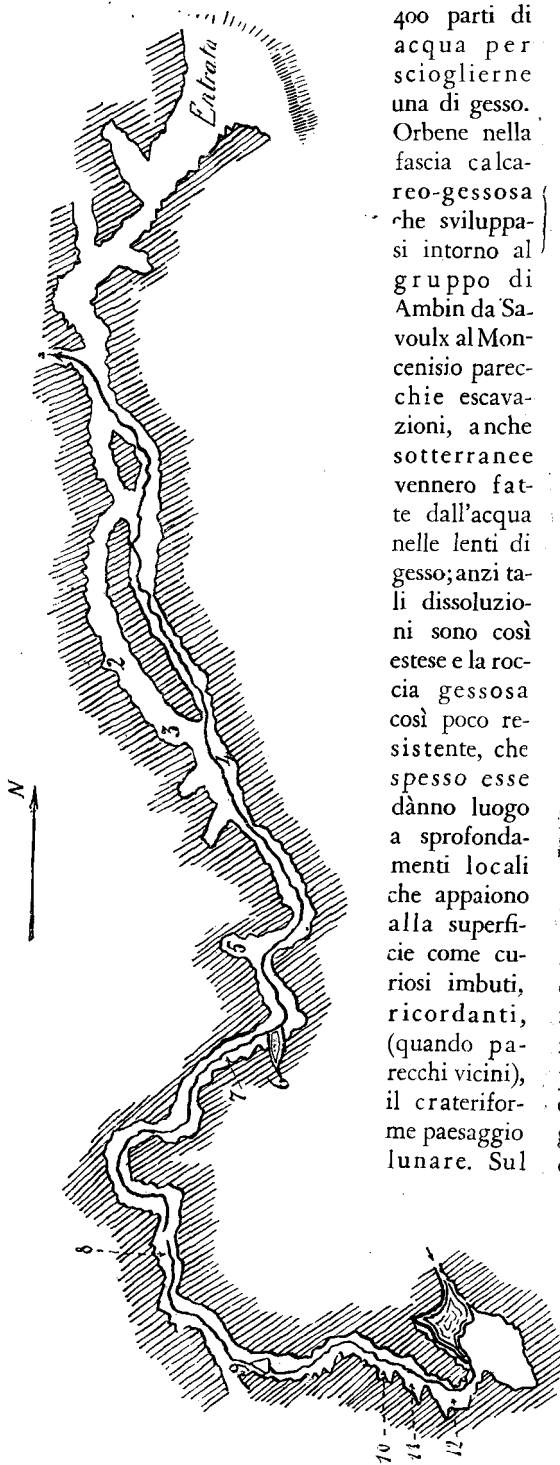 400 parti di
acqua per
scioglierne
una di gesso.
Orbene nella
fascia calca-
reo-gessosa
che sviluppa-
si intorno al
gruppo di
Ambin da Sa-
voulx al Mon-
cenisio parec-
chie escava-
zioni, anche
sotterranee
vennero fat-
te dall'acqua
nelle lenti di
gesso; anzi ta-
li dissoluzio-
ni sono così
estese e la roc-
cia gessosa
così poco re-
sistente, che
spesso esse
dànno luogo
a sprofonda-
menti locali
che appaiono
alla superfi-
cie come cu-
riosi imbuti,
ricordanti,
(quando pa-
recchi vicini),
il craterifor-
me paesaggio
lunare. Sul
Entrata
N
2
3
4
5
7
8
9
10
11
12